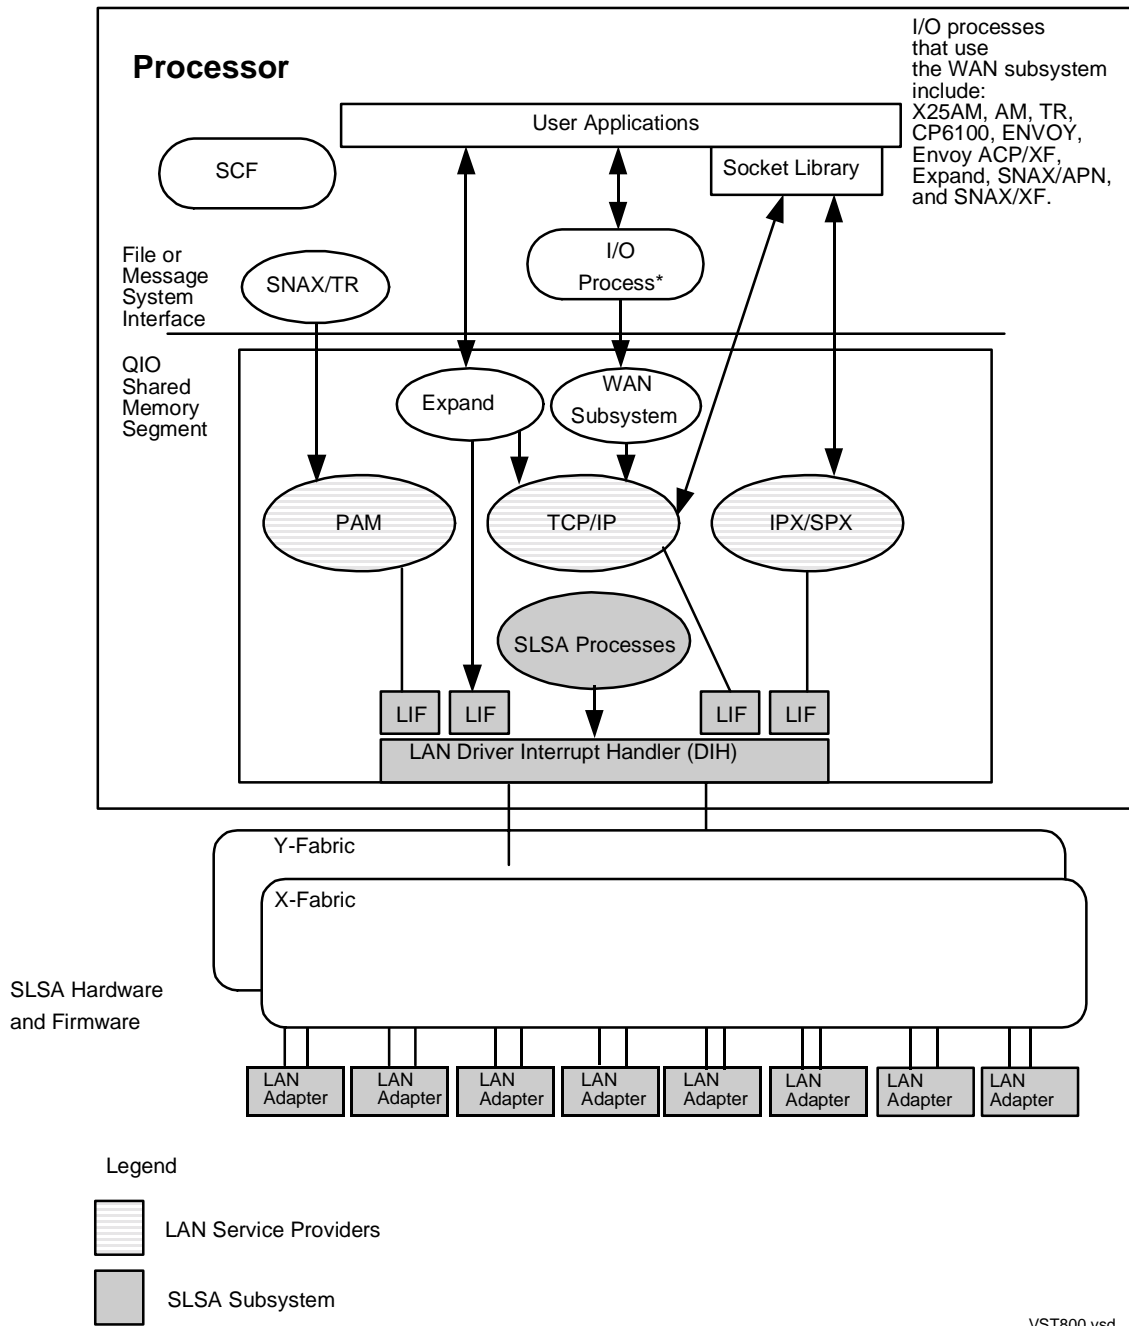 I/O processes
that use
the WAN subsystem
include:
X25AM, AM, TR,
CP6100, ENVOY,
Envoy ACP/XF,
Expand, SNAX/APN,
and SNAX/XF.
Processor
User Applications
SCF
Socket Library
File or
Message
System
Interface
SNAX/TR
I/O
Process*
QIO
Shared
Memory
Segment
Expand
WAN
Subsystem
PAM
TCP/IP
IPX/SPX
SLSA Processes
LIF
LIF
LIF
LIF
LAN Driver Interrupt Handler (DIH)
Y-Fabric
X-Fabric
SLSA Hardware
and Firmware
LAN
Adapter
LAN
Adapter
LAN
Adapter
LAN
Adapter
LAN
Adapter
LAN
Adapter
LAN
Adapter
LAN
Adapter
Legend
LAN Service Providers
SLSA Subsystem
VST800.vsd